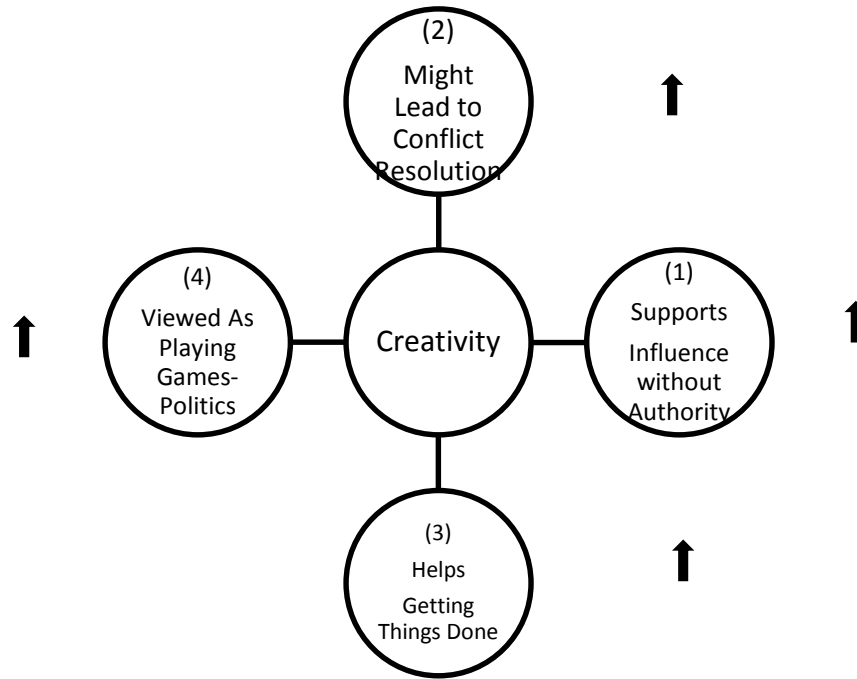 (2)
Might
Lead to
Conflict
Resolution
(4)
Viewed As
Playing
Games-
Politics
Creativity
(1)
Supports
Influence
without
Authority
(3)
Helps
Getting
Things Done